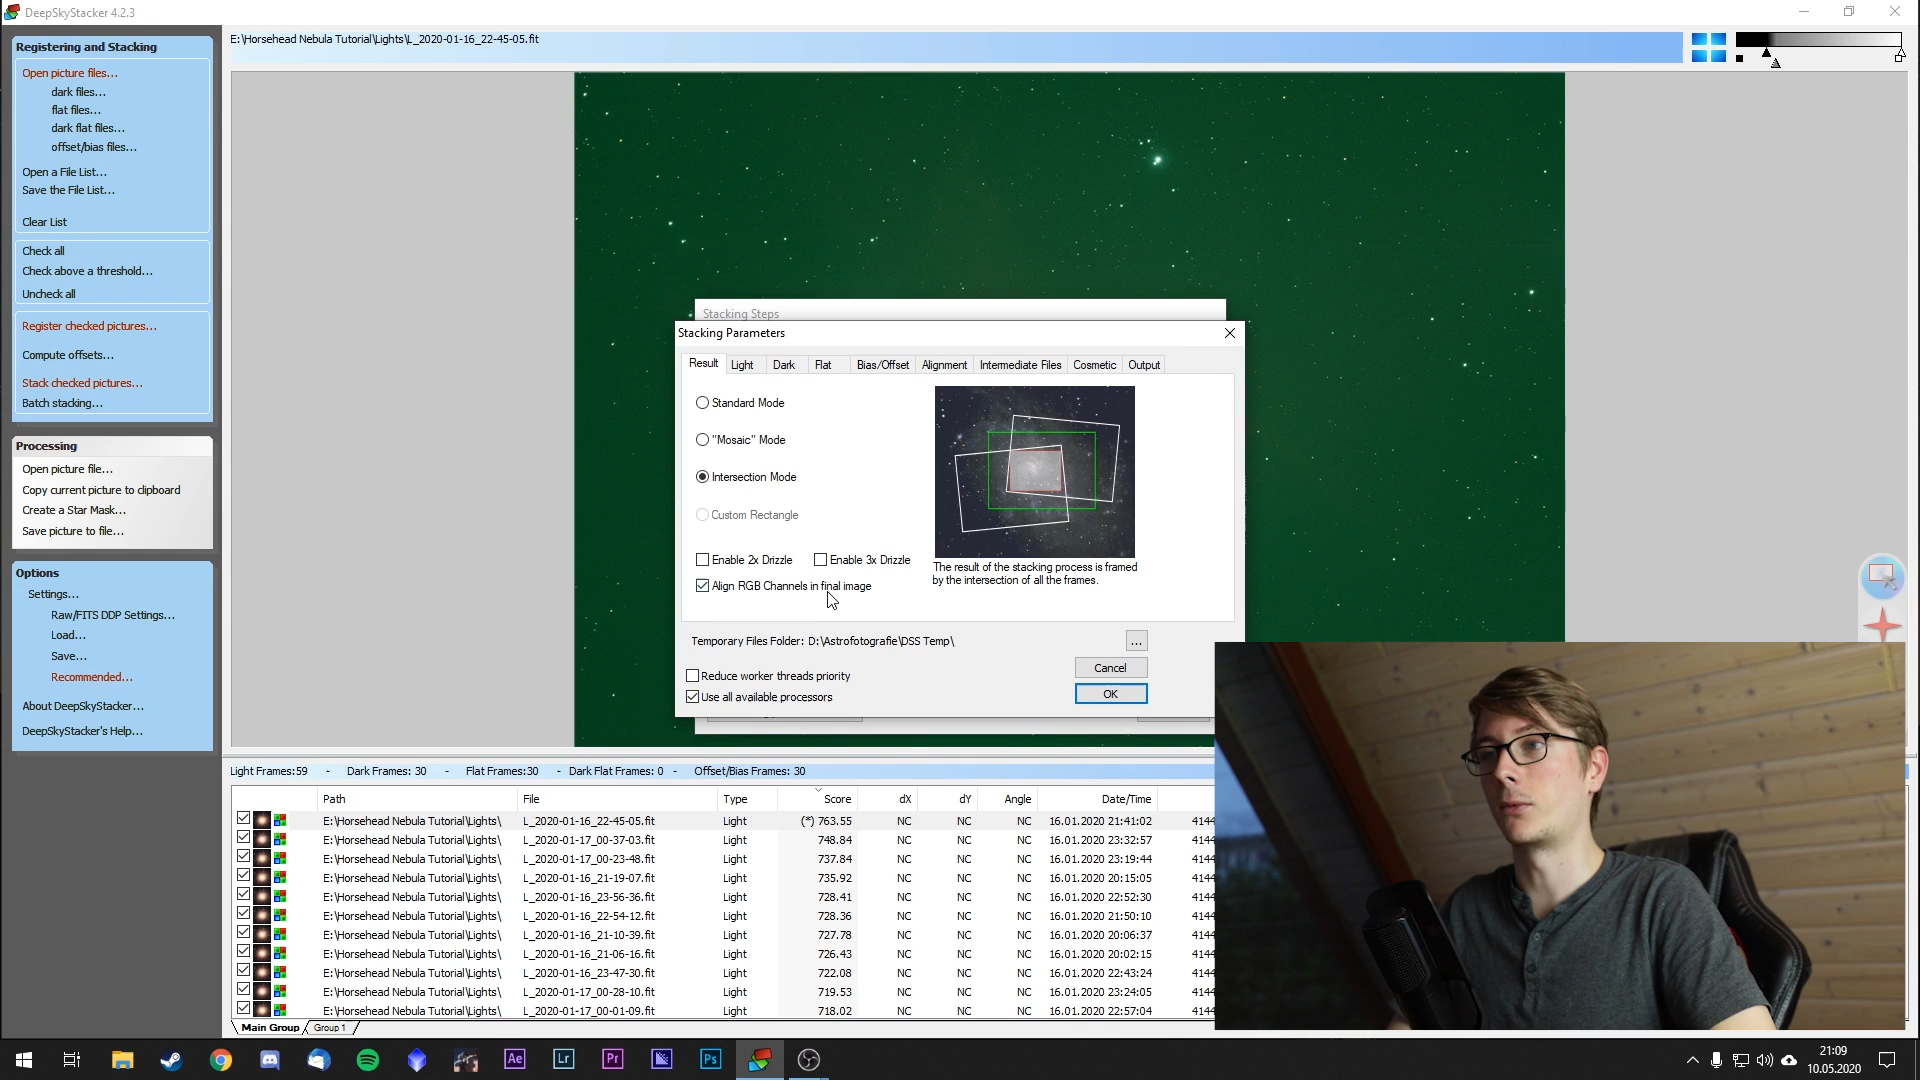 DeepSkyStacker 4.2.3
Registering and Stacking
Open picture files...
dark files...
flat files...
dark flat files...
offset/bias files...
Open a File List...
Save the File List...
Clear List
Check all
Check above a threshold...
Uncheck all
Register checked pictures...
Compute offsets...
Stack checked pictures...
Batch stacking...
Processing
Open picture file...
Copy current picture to clipboard
Create a Star Mask...
Save picture to file...
Options
Settings...
Raw/FITS DDP Settings...
Load...
Save...
Recommended...
About DeepSkyStacker...
DeepSkyStacker's Help...
E:\Horsehead Nebula Tutorial\Lights\L_2020-01-16_22-45-05.fit
Stacking Steps
Stacking Parameters
Result Light Dark Flat Bias/Offset Alignment Intermediate Files Cosmetic Output
Standard Mode
"Mosaic" Mode
Intersection Mode
Custom Rectangle
Enable 2x Drizzle Enable 3x Drizzle
Align RGB Channels in final image
The result of the stacking process is framed
by the intersection of all the frames.
Temporary Files Folder: D:\Astrofotografie\DSS Temp\ ...
Reduce worker threads priority
Use all available processors
Cancel
OK
Light Frames:59 - Dark Frames: 30 - Flat Frames:30 - Dark Flat Frames: 0 - Offset/Bias Frames: 30
Path File Type Score dX dY Angle Date/Time
E:\Horsehead Nebula Tutorial\Lights\ L_2020-01-16_22-45-05.fit Light (*) 763.55 NC NC NC 16.01.2020 21:41:02 4144
E:\Horsehead Nebula Tutorial\Lights\ L_2020-01-17_00-37-03.fit Light 748.84 NC NC NC 16.01.2020 23:32:57 4144
E:\Horsehead Nebula Tutorial\Lights\ L_2020-01-17_00-23-48.fit Light 737.84 NC NC NC 16.01.2020 23:19:44 4144
E:\Horsehead Nebula Tutorial\Lights\ L_2020-01-16_21-19-07.fit Light 735.92 NC NC NC 16.01.2020 20:15:05 4144
E:\Horsehead Nebula Tutorial\Lights\ L_2020-01-16_23-56-36.fit Light 728.41 NC NC NC 16.01.2020 22:52:30 4144
E:\Horsehead Nebula Tutorial\Lights\ L_2020-01-16_22-54-12.fit Light 728.36 NC NC NC 16.01.2020 21:50:10 4144
E:\Horsehead Nebula Tutorial\Lights\ L_2020-01-16_21-10-39.fit Light 727.78 NC NC NC 16.01.2020 20:06:37 4144
E:\Horsehead Nebula Tutorial\Lights\ L_2020-01-16_21-06-16.fit Light 726.43 NC NC NC 16.01.2020 20:02:15 4144
E:\Horsehead Nebula Tutorial\Lights\ L_2020-01-16_23-47-30.fit Light 722.08 NC NC NC 16.01.2020 22:43:24 4144
E:\Horsehead Nebula Tutorial\Lights\ L_2020-01-17_00-28-10.fit Light 719.53 NC NC NC 16.01.2020 23:24:05 4144
E:\Horsehead Nebula Tutorial\Lights\ L_2020-01-17_00-01-09.fit Light 718.02 NC NC NC 16.01.2020 22:57:04 4144
Main Group Group 1
Ae Lr Pr Ps
21:09
10.05.2020